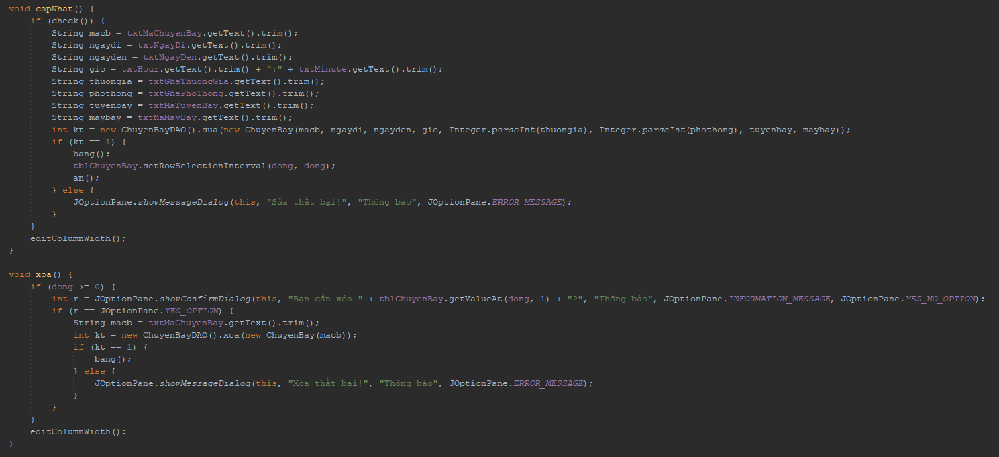 void capNhat() {
    if (check()) {
        String macb = txtMaChuyenBay.getText().trim();
        String ngaydi = txtNgayDi.getText().trim();
        String ngayden = txtNgayDen.getText().trim();
        String gio = txtHour.getText().trim() + ":" + txtMinute.getText().trim();
        String thuongia = txtGheThuongGia.getText().trim();
        String phothong = txtGhePhoThong.getText().trim();
        String tuyenbay = txtMaTuyenBay.getText().trim();
        String maybay = txtMaMayBay.getText().trim();
        int kt = new ChuyenBayDAO().sua(new ChuyenBay(macb, ngaydi, ngayden, gio, Integer.parseInt(thuongia), Integer.parseInt(phothong), tuyenbay, maybay));
        if (kt == 1) {
            bang();
            tblChuyenBay.setRowSelectionInterval(dong, dong);
            an();
        } else {
            JOptionPane.showMessageDialog(this, "Sửa thất bại!", "Thông báo", JOptionPane.ERROR_MESSAGE);
        }
    }
    editColumnWidth();
}
void xoa() {
    if (dong >= 0) {
        int r = JOptionPane.showConfirmDialog(this, "Bạn cần xóa " + tblChuyenBay.getValueAt(dong, 1) + "?", "Thông báo", JOptionPane.INFORMATION_MESSAGE, JOptionPane.YES_NO_OPTION);
        if (r == JOptionPane.YES_OPTION) {
            String macb = txtMaChuyenBay.getText().trim();
            int kt = new ChuyenBayDAO().xoa(new ChuyenBay(macb));
            if (kt == 1) {
                bang();
            } else {
                JOptionPane.showMessageDialog(this, "Xóa thất bại!", "Thông báo", JOptionPane.ERROR_MESSAGE);
            }
        }
    }
    editColumnWidth();
}